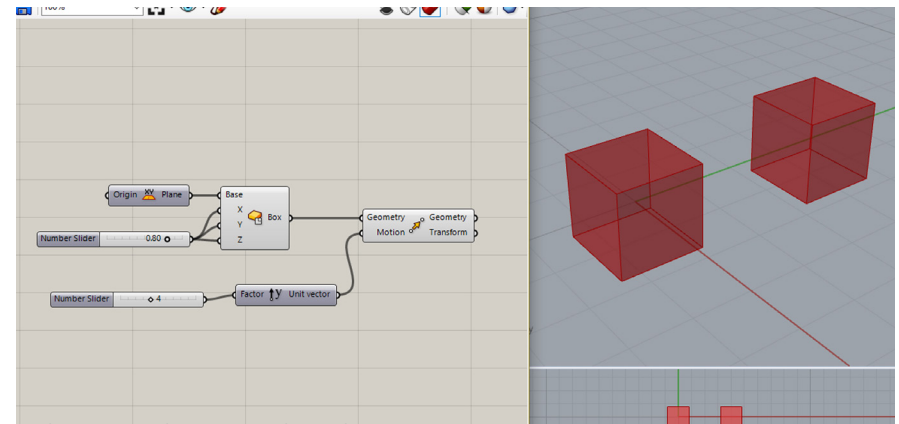 100%
Origin XY Plane
Base
X
Y
Z
Box
Number Slider 0.80
Geometry Geometry
Motion Transform
Number Slider 4
Factor y Unit vector
y